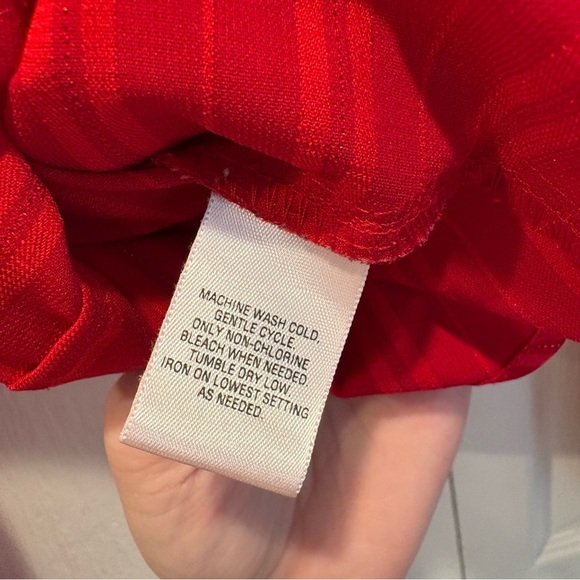 MACHINE WASH COLD.
GENTLE CYCLE.
ONLY NON-CHLORINE
BLEACH WHEN NEEDED.
TUMBLE DRY LOW.
IRON ON LOWEST SETTING
AS NEEDED.